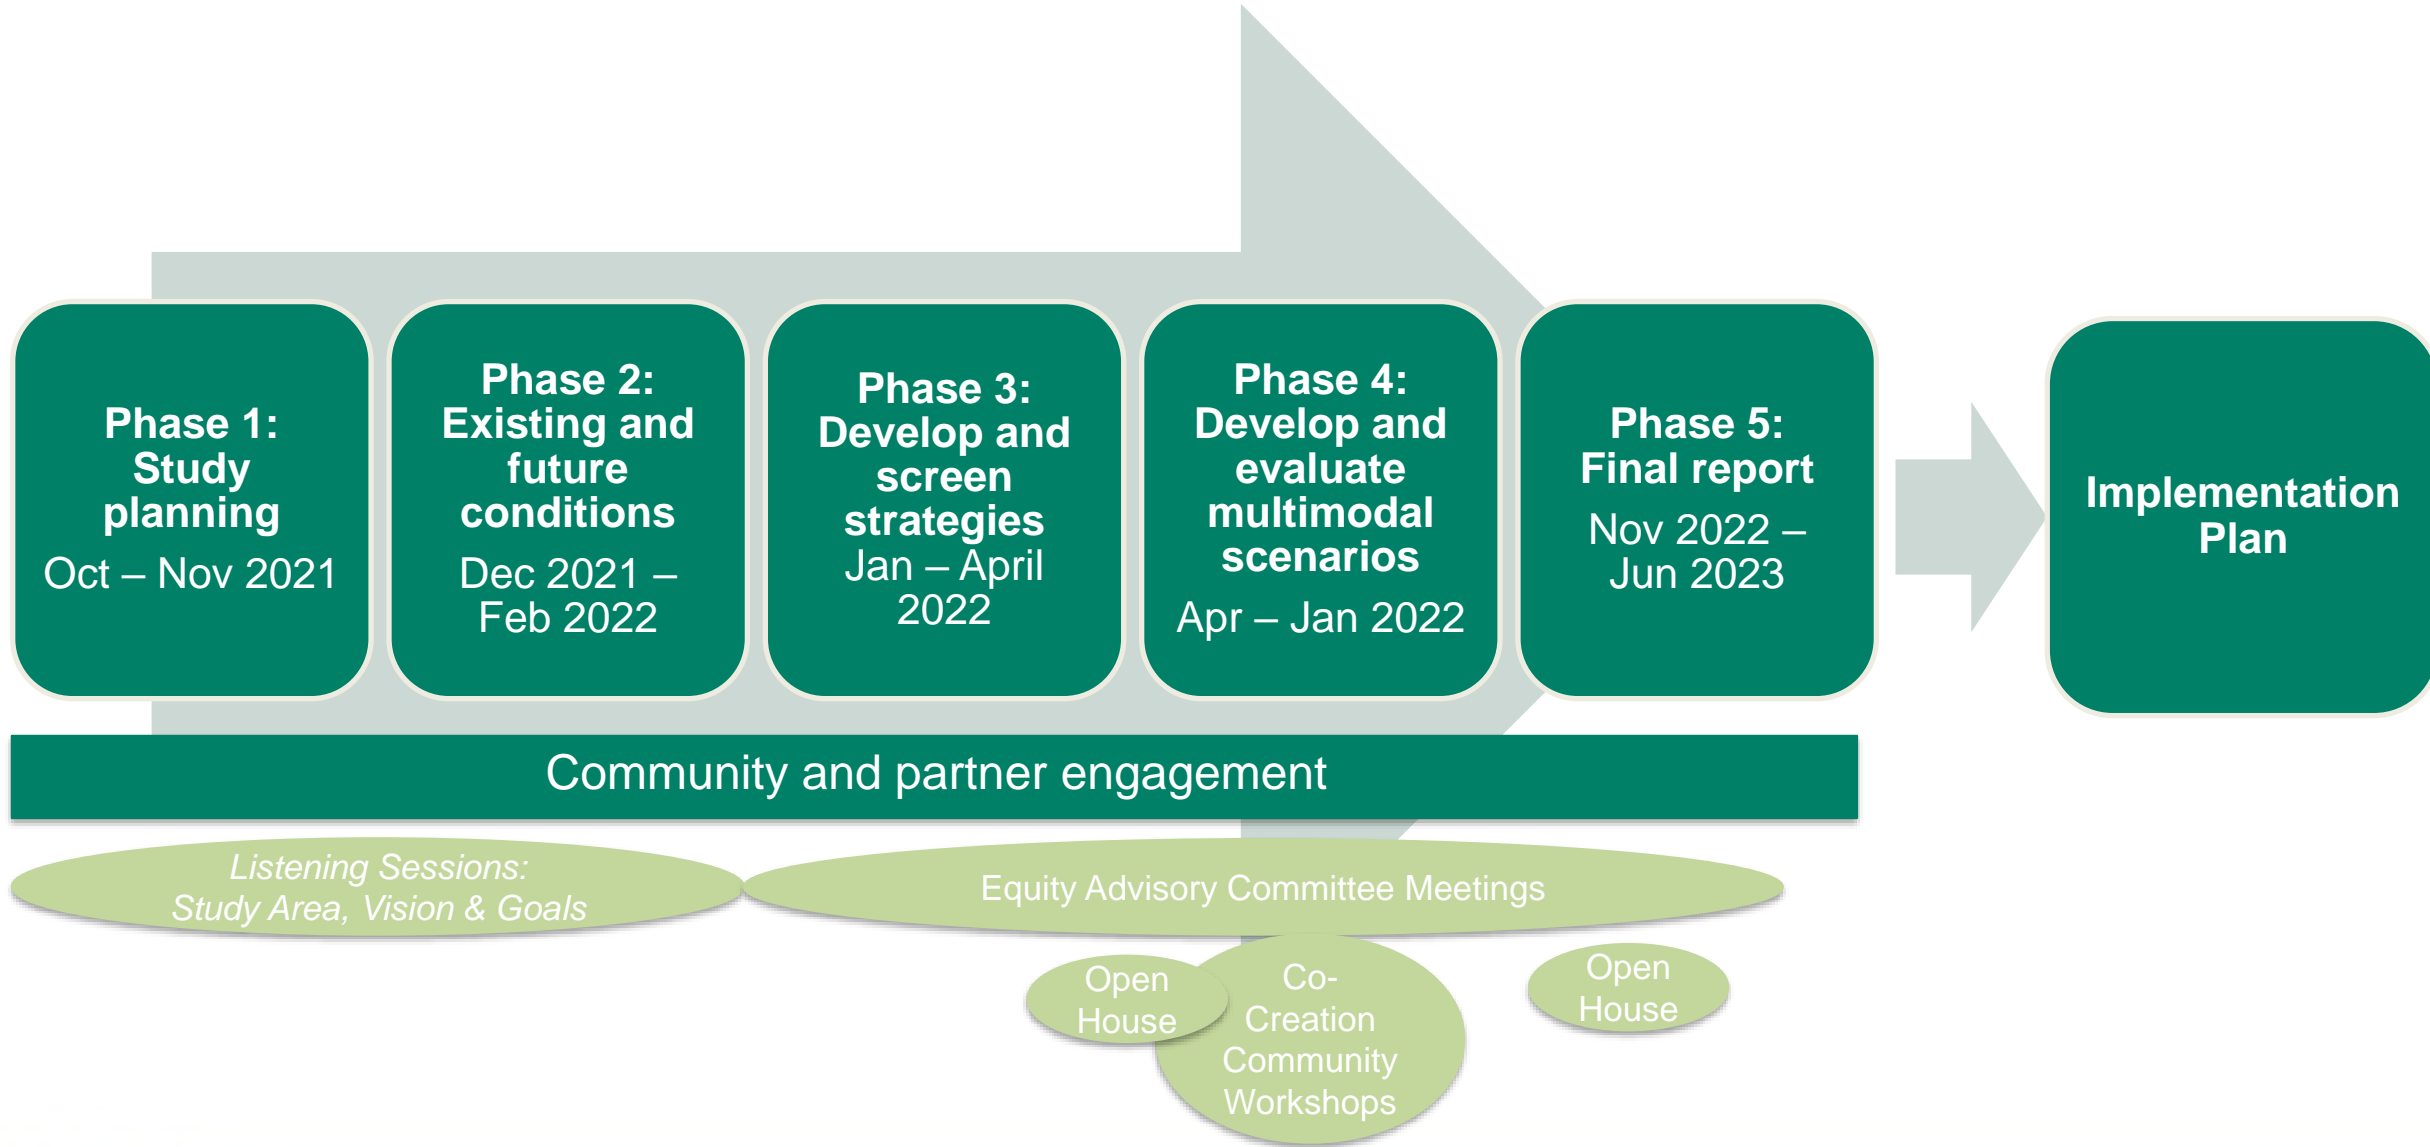 Phase 1:
Study
planning
Oct – Nov 2021
Phase 2:
Existing and
future
conditions
Dec 2021 –
Feb 2022
Phase 3:
Develop and
screen
strategies
Jan – April
2022
Phase 4:
Develop and
evaluate
multimodal
scenarios
Apr – Jan 2022
Phase 5:
Final report
Nov 2022 –
Jun 2023
Implementation
Plan
Community and partner engagement
Listening Sessions:
Study Area, Vision & Goals
Equity Advisory Committee Meetings
Open
House
Co-
Creation
Community
Workshops
Open
House